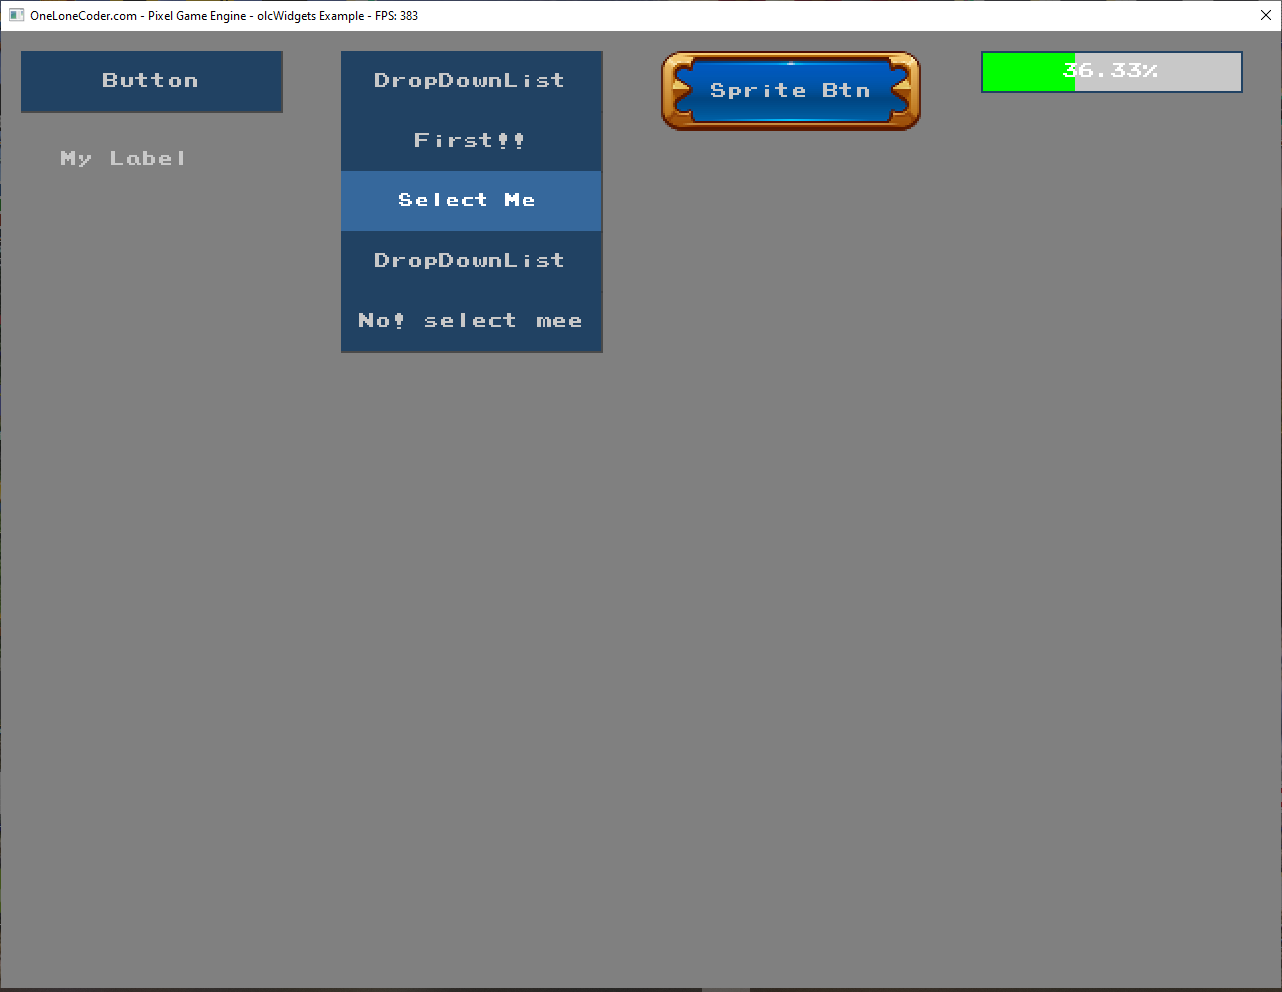 OneLoneCoder.com - Pixel Game Engine - olcWidgets Example - FPS: 383
Button
My Label
DropDownList
First!!
Select Me
DropDownList
No! select mee
Sprite Btn
36.33%